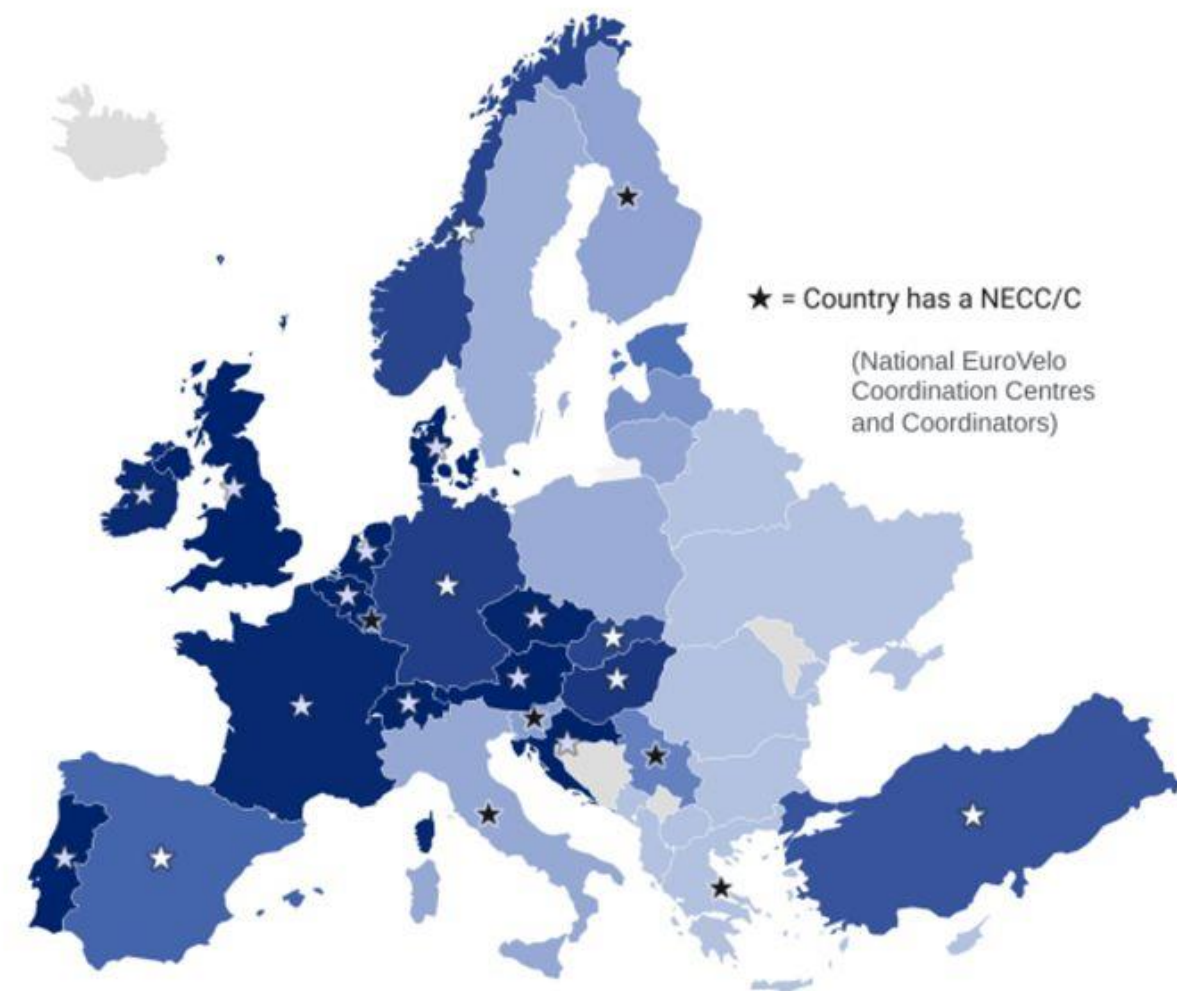 ★ = Country has a NECC/C
(National EuroVelo
Coordination Centres
and Coordinators)